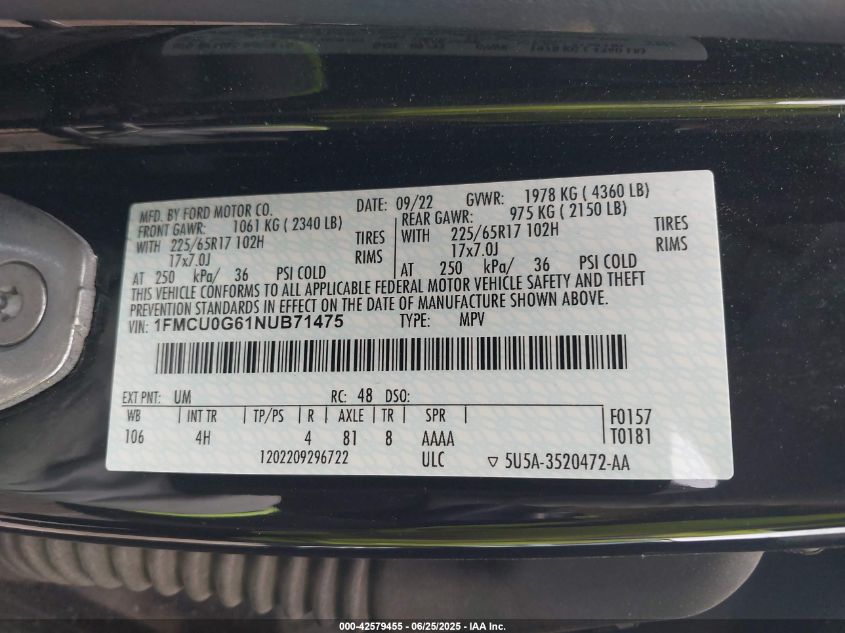 MFD. BY FORD MOTOR CO. DATE: 09/22 GVWR: 1978 KG ( 4360 LB)
FRONT GAWR: 1061 KG ( 2340 LB) REAR GAWR: 975 KG ( 2150 LB)
WITH 225/65R17 102H TIRES WITH 225/65R17 102H TIRES
17x7.0J RIMS 17x7.0J RIMS
AT 250 kPa/ 36 PSI COLD AT 250 kPa/ 36 PSI COLD
THIS VEHICLE CONFORMS TO ALL APPLICABLE FEDERAL MOTOR VEHICLE SAFETY AND THEFT
PREVENTION STANDARDS IN EFFECT ON THE DATE OF MANUFACTURE SHOWN ABOVE.
VIN: 1FMCU0G61NUB71475 TYPE: MPV
EXT PNT: UM RC: 48 DSO:
WB INT TR TP/PS R AXLE TR SPR F0157
106 4H 4 81 8 AAAA T0181
1202209296722 ULC 5U5A-3520472-AA
000-42579455 - 06/25/2025 - IAA Inc.